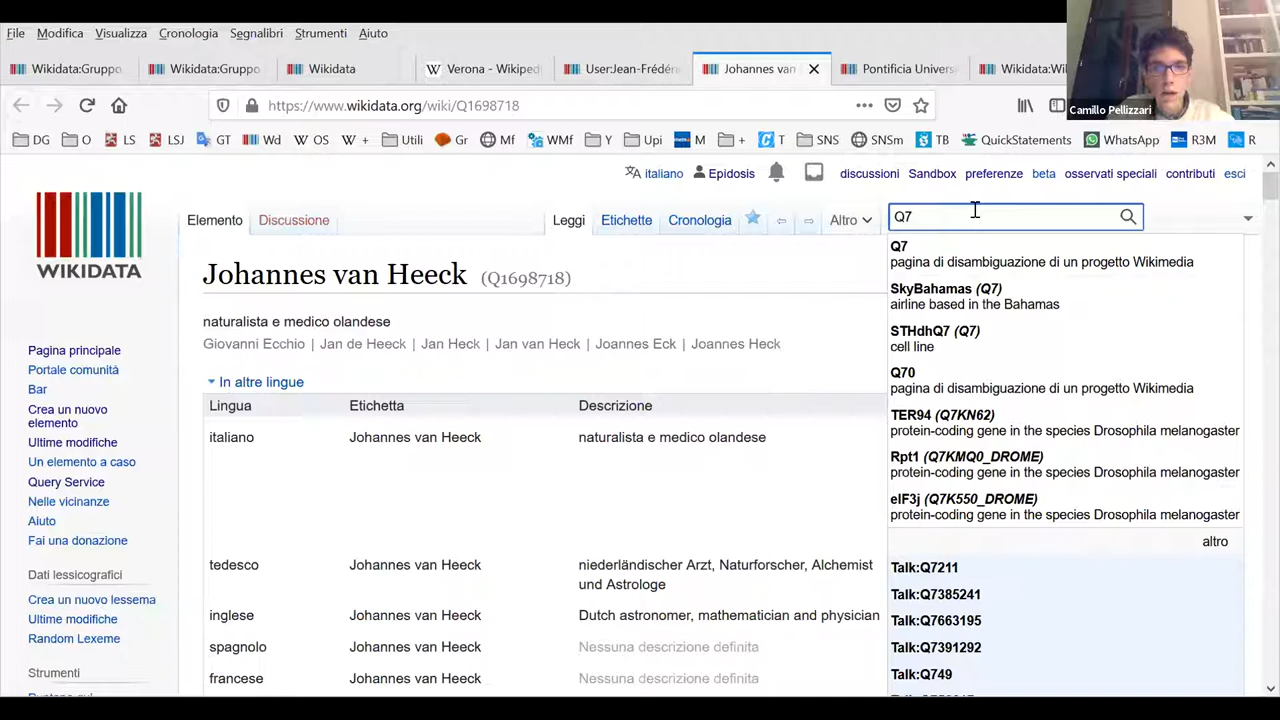 File Modifica Visualizza Cronologia Segnalibri Strumenti Aiuto
Wikidata:Gruppo Wikidata:Gruppo Wikidata Verona - Wikiped User:Jean-Frédéri Johannes van Pontificia Univers Wikidata:Wi
https://www.wikidata.org/wiki/Q1698718
Camillo Pellizzari
DG O LS LSJ GT Wd OS + Utili G Mf WMf Y Upi M + T SNS SNSm TB QuickStatements WhatsApp R3M R
italiano Epidosis discussioni Sandbox preferenze beta osservati speciali contributi esci
Elemento Discussione Leggi Etichette Cronologia Altro Q7
WIKIDATA
Johannes van Heeck (Q1698718)
naturalista e medico olandese
Giovanni Ecchio | Jan de Heeck | Jan Heck | Jan van Heeck | Joannes Eck | Joannes Heck
In altre lingue
Lingua Etichetta Descrizione
italiano Johannes van Heeck naturalista e medico olandese
tedesco Johannes van Heeck niederländischer Arzt, Naturforscher, Alchemist
und Astrologe
inglese Johannes van Heeck Dutch astronomer, mathematician and physician
spagnolo Johannes van Heeck Nessuna descrizione definita
francese Johannes van Heeck Nessuna descrizione definita
Pagina principale
Portale comunità
Bar
Crea un nuovo
elemento
Ultime modifiche
Un elemento a caso
Query Service
Nelle vicinanze
Aiuto
Fai una donazione
Dati lessicografici
Crea un nuovo lessema
Ultime modifiche
Random Lexeme
Strumenti
Q7
pagina di disambiguazione di un progetto Wikimedia
SkyBahamas (Q7)
airline based in the Bahamas
STHdhQ7 (Q7)
cell line
Q70
pagina di disambiguazione di un progetto Wikimedia
TER94 (Q7KN62)
protein-coding gene in the species Drosophila melanogaster
Rpt1 (Q7KMQ0_DROME)
protein-coding gene in the species Drosophila melanogaster
eIF3j (Q7K550_DROME)
protein-coding gene in the species Drosophila melanogaster
altro
Talk:Q7211
Talk:Q7385241
Talk:Q7663195
Talk:Q7391292
Talk:Q749